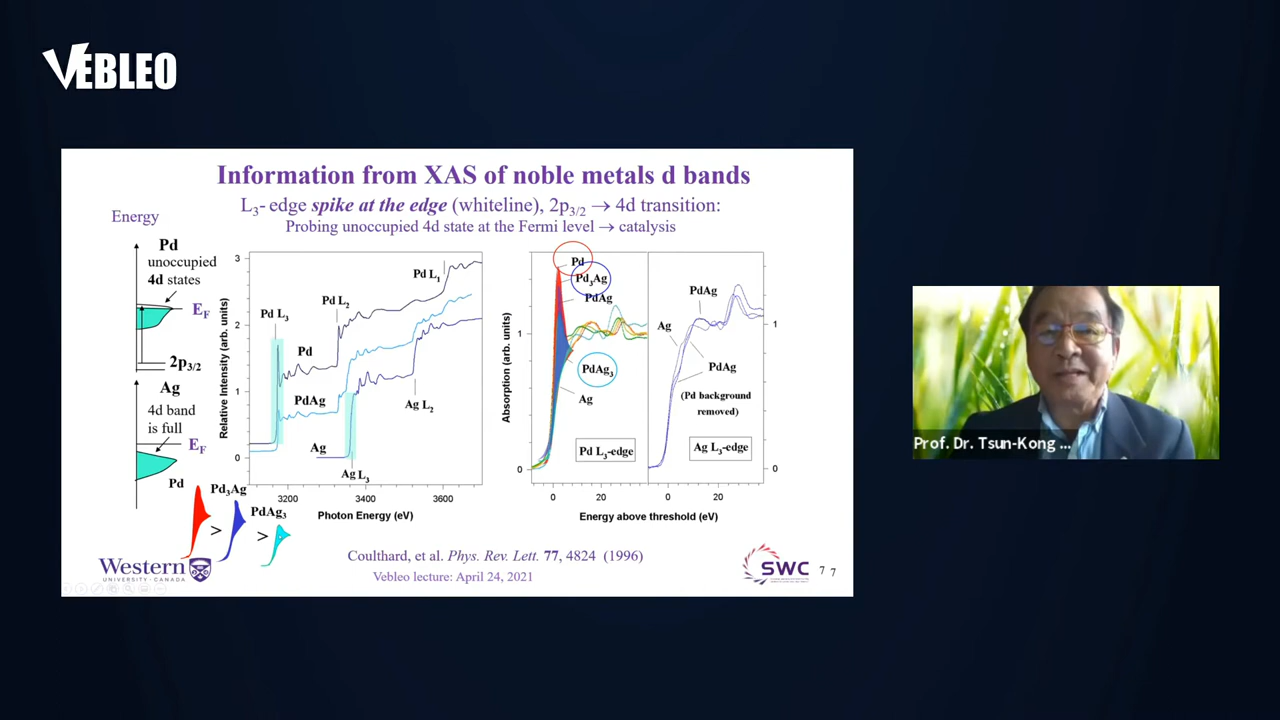 VEBLEO
Information from XAS of noble metals d bands
L3- edge spike at the edge (whiteline), 2p3/2 → 4d transition:
Probing unoccupied 4d state at the Fermi level → catalysis
Energy
Pd
unoccupied
4d states
EF
2p3/2
Ag
4d band
is full
EF
Pd
Pd3Ag
PdAg3
>
>
Relative Intensity (arb. units)
3
2
1
0
Pd L3
Pd L2
Pd L1
Pd
PdAg
Ag
Ag L3
Ag L2
3200
3400
3600
Photon Energy (eV)
Absorption (arb. units)
1
0
Pd
Pd3Ag
PdAg
PdAg3
Ag
Pd L3-edge
0
20
PdAg
Ag
PdAg
(Pd background
removed)
Ag L3-edge
1
0
0
20
Energy above threshold (eV)
Coulthard, et al. Phys. Rev. Lett. 77, 4824 (1996)
Vebleo lecture: April 24, 2021
Western
UNIVERSITY · CANADA
SWC
7 7
Prof. Dr. Tsun-Kong ...